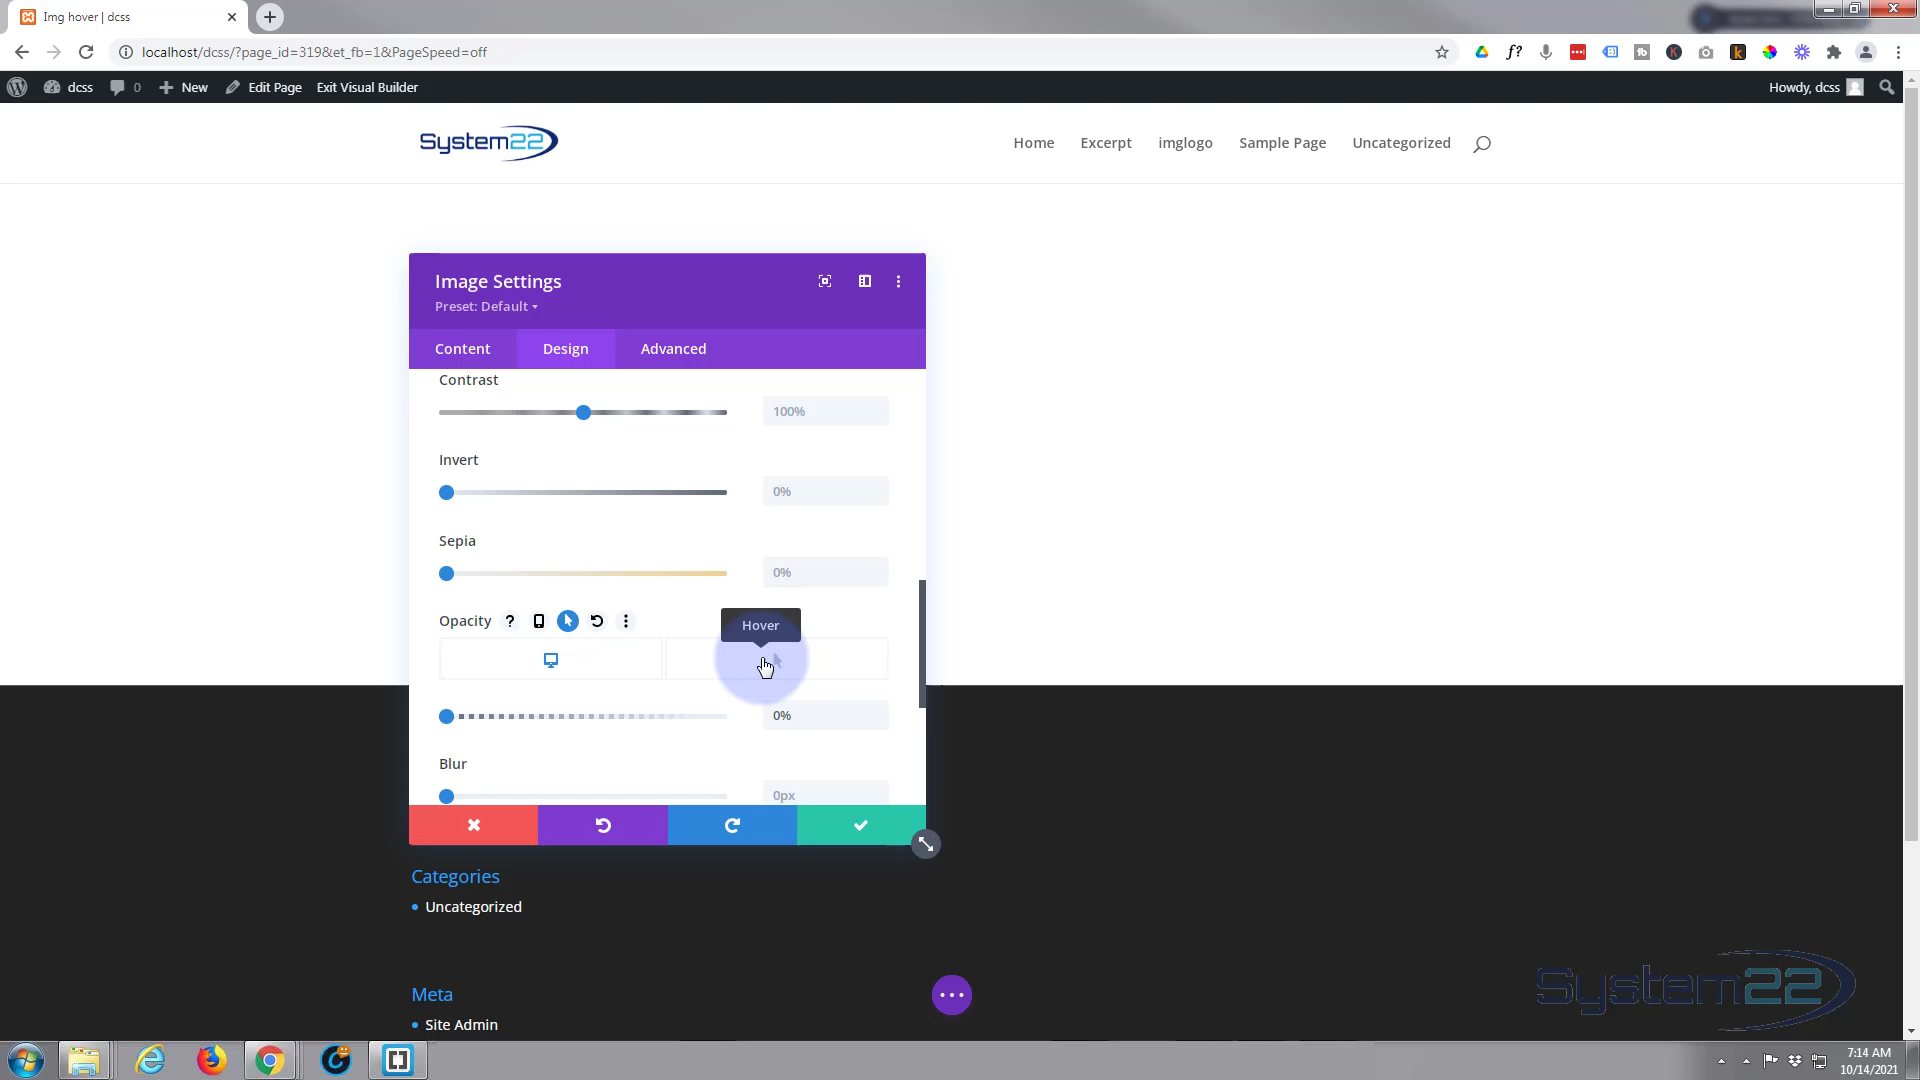 Img hover | dcss
localhost/dcss/?page_id=319&et_fb=1&PageSpeed=off
dcss
0
New
Edit Page
Exit Visual Builder
Howdy, dcss
System22
Home
Excerpt
imglogo
Sample Page
Uncategorized
Image Settings
Preset: Default
Content
Design
Advanced
Contrast
100%
Invert
0%
Sepia
0%
Opacity
Hover
0%
Blur
0px
Categories
Uncategorized
Meta
Site Admin
System22
7:14 AM
10/14/2021